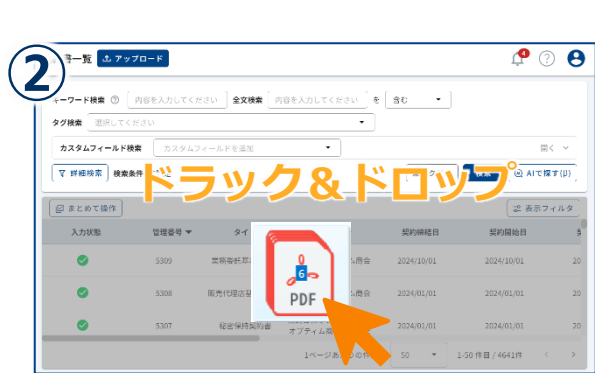 ②
書一覧 アップロード 4 ?
キーワード検索 ? 内容を入力してください 全文検索 内容を入力してください を 含む
タグ検索 選択してください
カスタムフィールド検索 カスタムフィールドを追加 開く
詳細検索 検索条件 AIで探す(β)
ドラック&ドロップ
まとめて操作 表示フィルタ
入力状態 管理番号 タイ 契約締結日 契約開始日 契
5309 業務委託基 商会 2024/10/01 2024/10/01 20
5308 販売代理店基 商会 2024/01/01 2024/01/01 20
6
PDF
5307 秘密保持契約書 オプティム商 2024/01/01 2024/01/01 20
1ページあ の件 50 1-50 件目 / 4641件